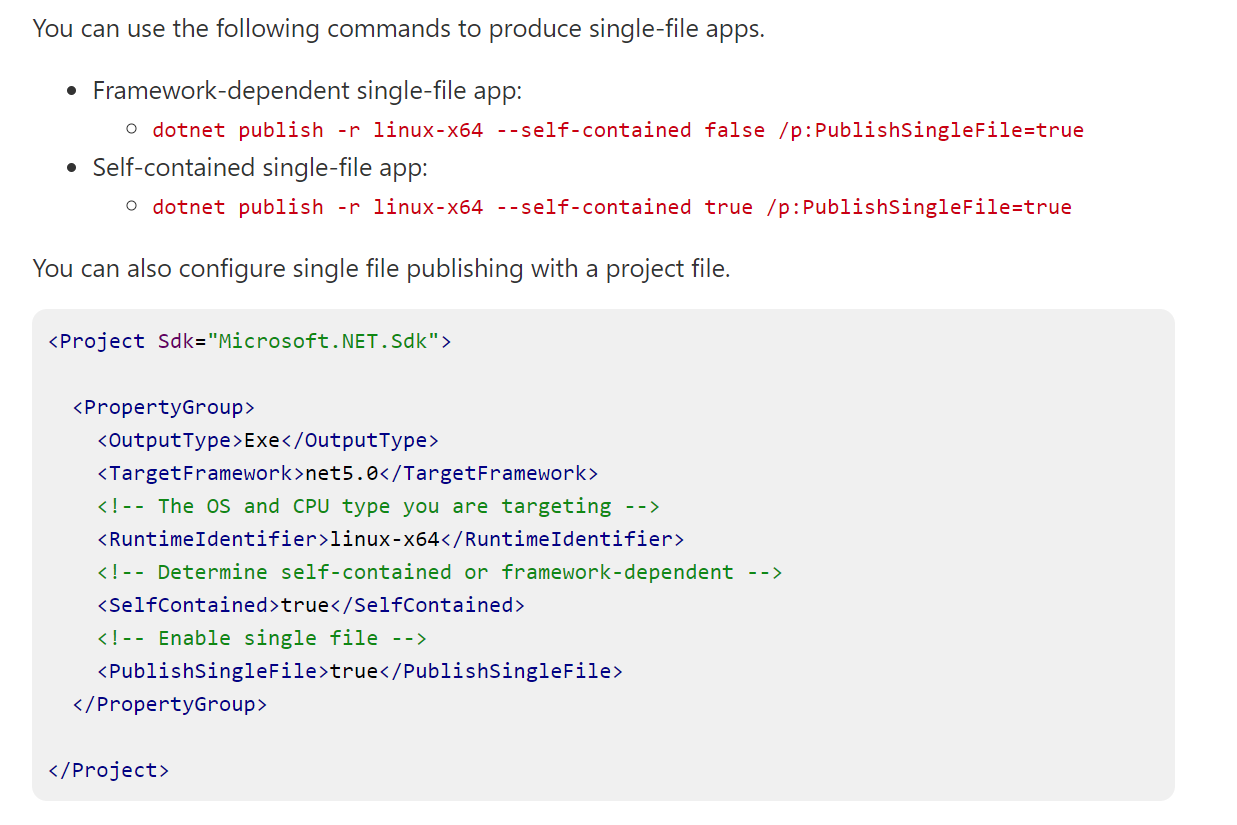 You can use the following commands to produce single-file apps.
Framework-dependent single-file app:
dotnet publish -r linux-x64 --self-contained false /p:PublishSingleFile=true
Self-contained single-file app:
dotnet publish -r linux-x64 --self-contained true /p:PublishSingleFile=true
You can also configure single file publishing with a project file.
<Project Sdk="Microsoft.NET.Sdk">
<PropertyGroup>
<OutputType>Exe</OutputType>
<TargetFramework>net5.0</TargetFramework>
<!-- The OS and CPU type you are targeting -->
<RuntimeIdentifier>linux-x64</RuntimeIdentifier>
<!-- Determine self-contained or framework-dependent -->
<SelfContained>true</SelfContained>
<!-- Enable single file -->
<PublishSingleFile>true</PublishSingleFile>
</PropertyGroup>
</Project>